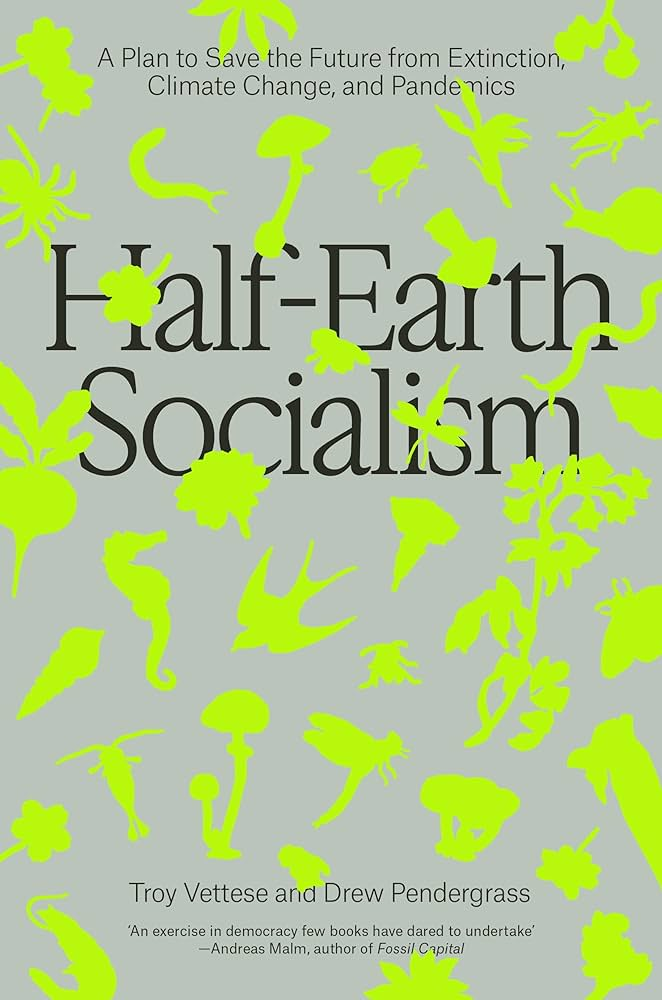 A Plan to Save the Future from Extinction,
Climate Change, and Pandemics
Half-Earth
Socialism
Troy Vettese and Drew Pendergrass
‘An exercise in democracy few books have dared to undertake’
—Andreas Malm, author of Fossil Capital